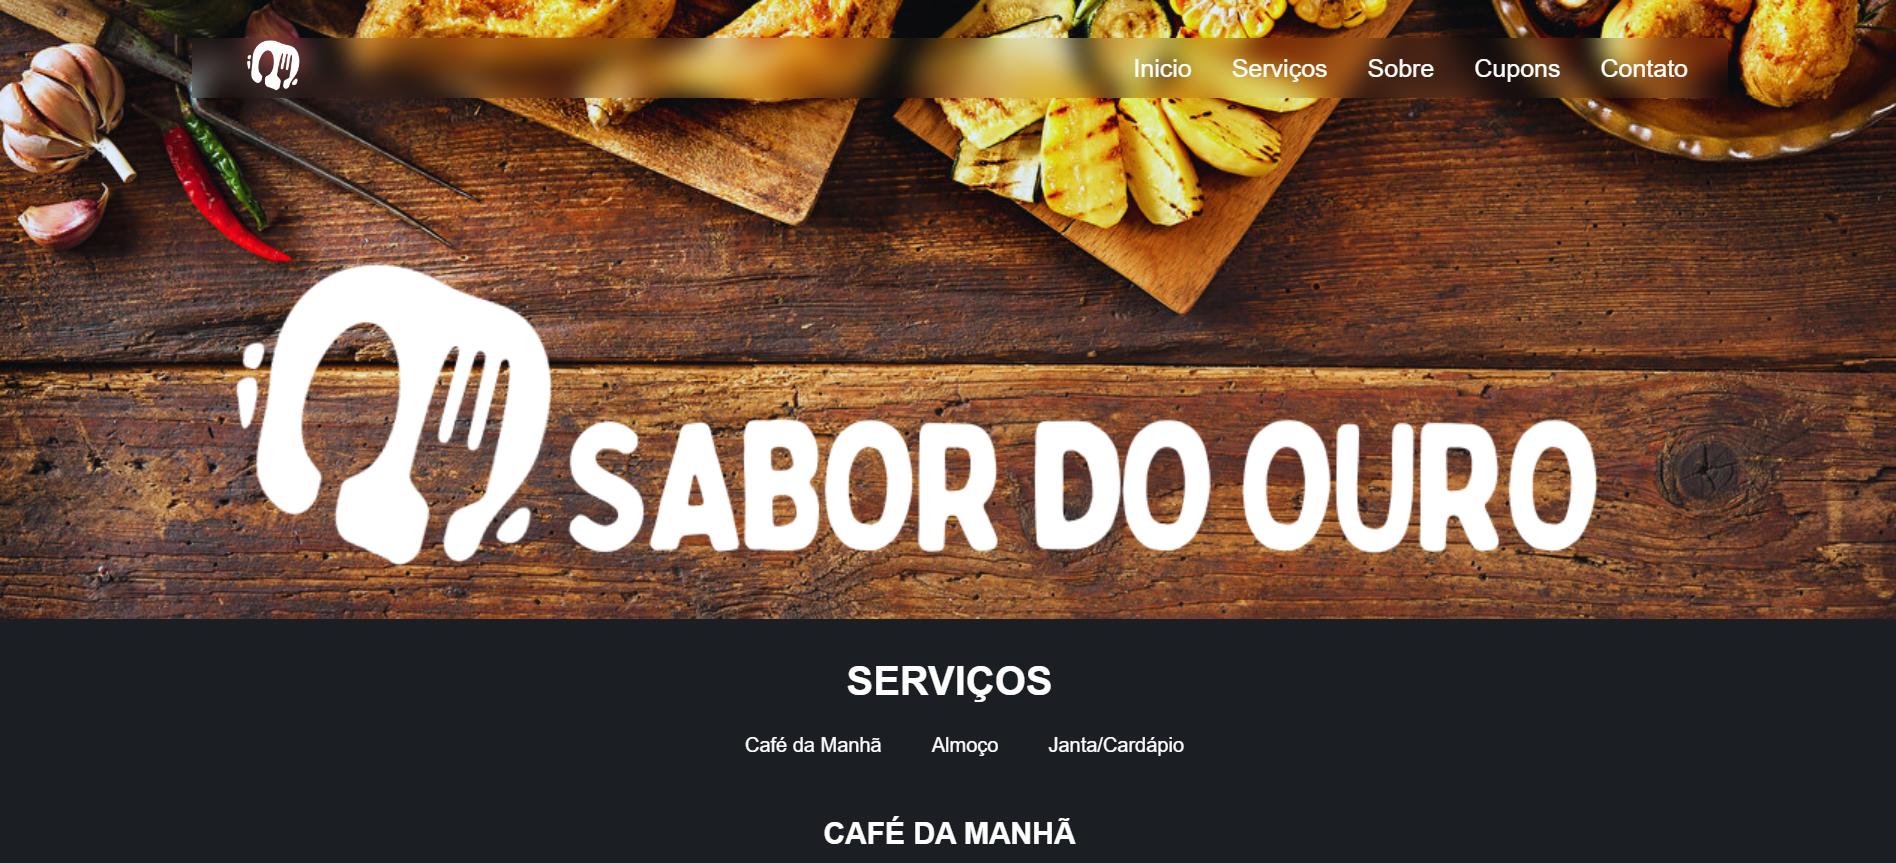 Inicio Serviços Sobre Cupons Contato
SABOR DO OURO
SERVIÇOS
Café da Manhã Almoço Janta/Cardápio
CAFÉ DA MANHÃ